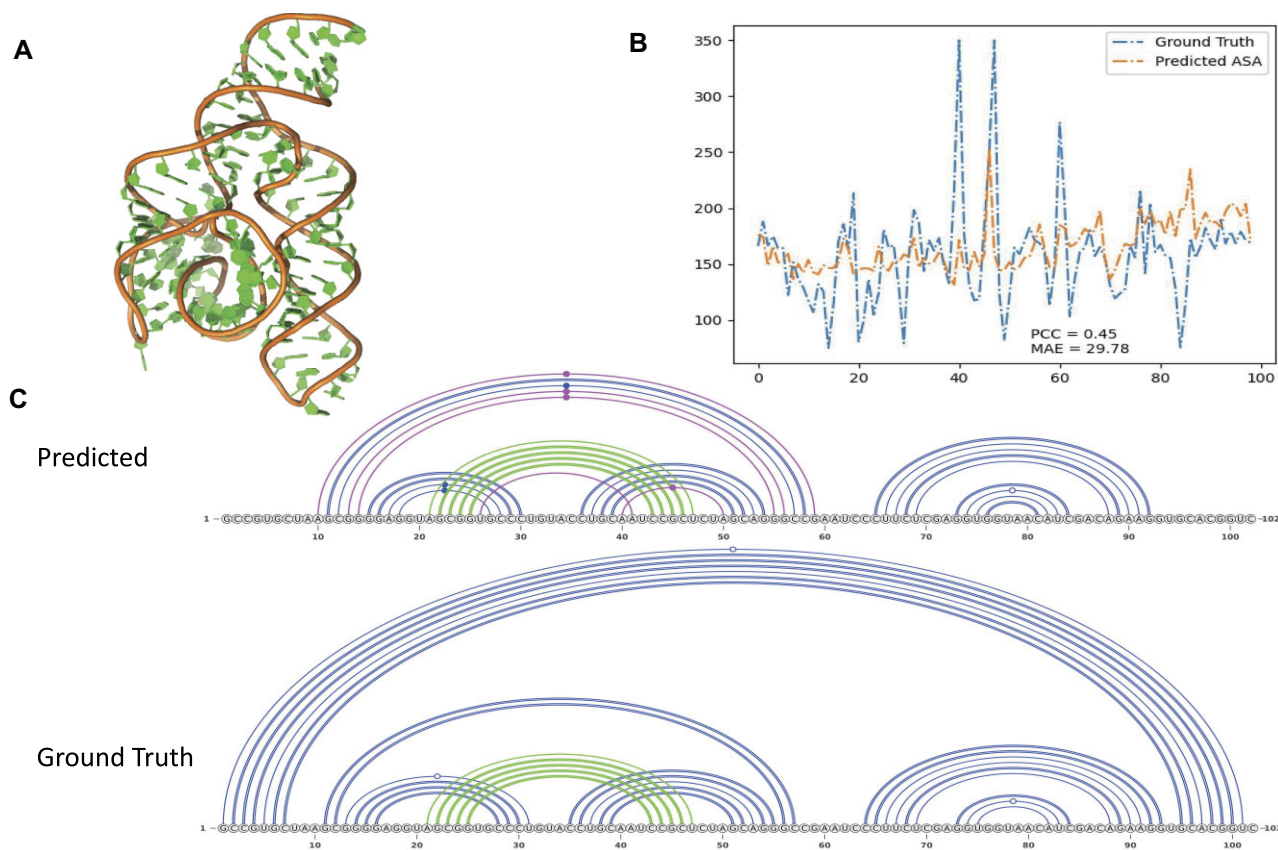 A
B
350
300
250
200
150
100
Ground Truth
Predicted ASA
PCC = 0.45
MAE = 29.78
0 20 40 60 80 100
C
Predicted
1 –GCCGUGCUAAGCGGGGAGGUAGCGGUGCCCUGUACCUGCAAUCCGCUCUAGCAGGGCCGAAUCCCUUCUCGAGGUGGUAACAUCGACAGAAGGUGCACGGUC–102
10 20 30 40 50 60 70 80 90 100
Ground Truth
1 –GCCGUGCUAAGCGGGGAGGUAGCGGUGCCCUGUACCUGCAAUCCGCUCUAGCAGGGCCGAAUCCCUUCUCGAGGUGGUAACAUCGACAGAAGGUGCACGGUC–102
10 20 30 40 50 60 70 80 90 100